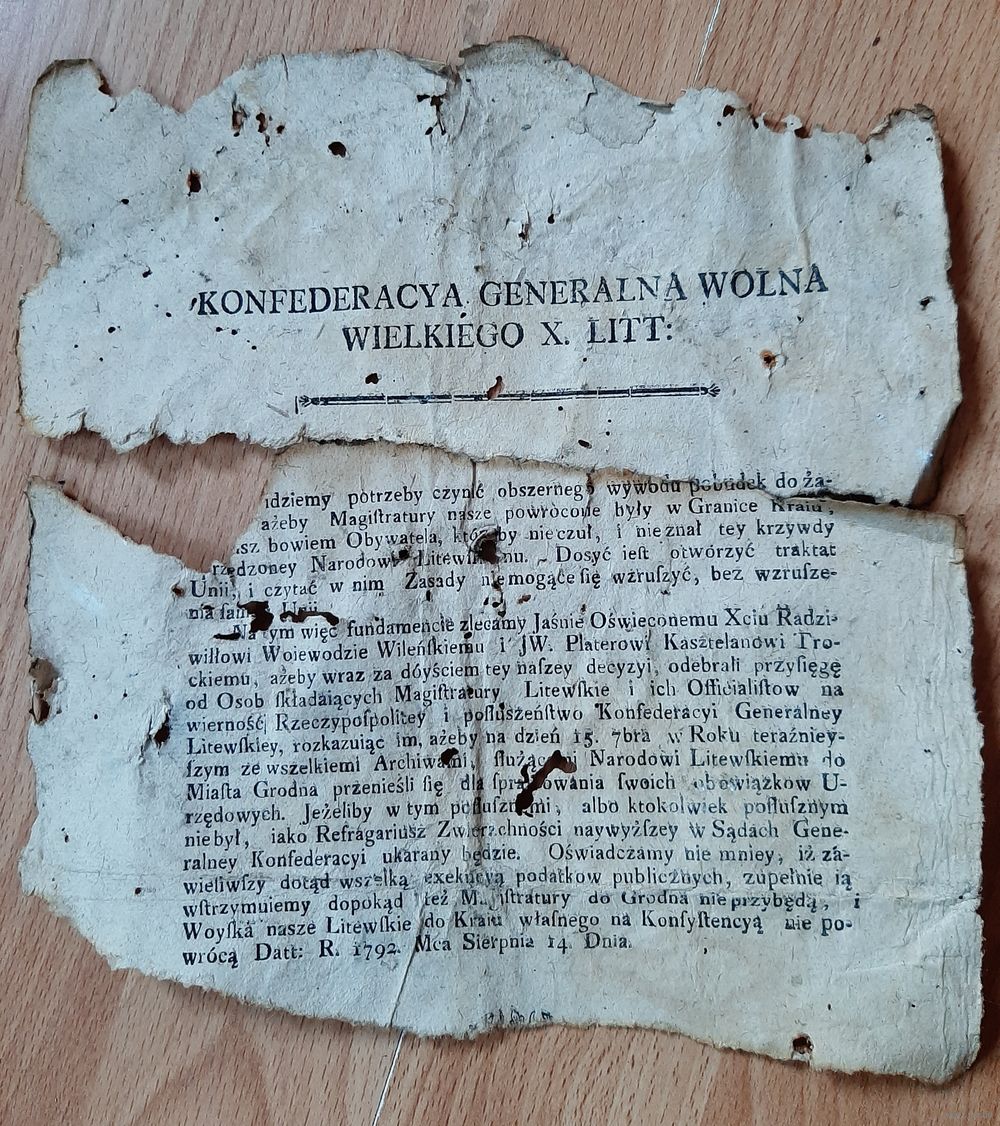 KONFEDERACYA GENERALNA WOLNA
WIELKIEGO X. LITT:
idziemy potrzeby czynić obszernego wywodu pobudek do żą-
ażeby Magiſtratury nasze powrocone były w Granice Kraiu,
bowiem Obywatela, któżby nieczuł, i nieznał tey krzywdy
rządzoney Narodowi Dosyć ieſt otworzyć traktat
Unii, i czytać w nim Zasady niemogące się wzruſzyć, bez wzruſze-
nia Unii
Na tym więc fundamencie zlecamy Jaśnie Oświeconemu Xciu Radzi-
wiłłowi Woiewodzie Wileńſkiemu i JW. Platerowi Kasztelanowi Tro-
ckiemu, ażeby wraz za dóyściem tey naſzey decyzyi, odebrali przyſięgę
od Osob ſkładaiących Magiſtratury Litewſkie i ich Officialiſtow na
wierność Rzeczypoſpolitey i poſłuszeńſtwo Konfederacyi Generalney
Litewſkiey, rozkazuiąc im, ażeby na dzień 15. 7bra w Roku teraźniey-
ſzym ze wszelkiemi Archiwami, ſłużącemi Narodowi Litewſkiemu do
Miaſta Grodna przenieśli ſię dla ſprawowania ſwoich obowiązkow U-
rzędowych. Jeżeliby w tym albo ktokolwiek poſłuſznym
niebył, iako Refragariusz Zwierzchności naywyżſzey w Sądach Gene-
ralney Konfederacyi ukarany będzie. Oświadczamy nie mniey, iż za-
wieſiwſzy dotąd wszelką exekucyą podatkow publicznych, zupełnie ią
wſtrzymuiemy dopokąd też Magiſtratury do Grodna nieprzybędą, i
Woyſka nasze Litewſkie do Kraiu właſnego na Konſyſtencyą nie po-
wrócą Datt: R. 1792. Mca Sierpnia 14. Dnia.